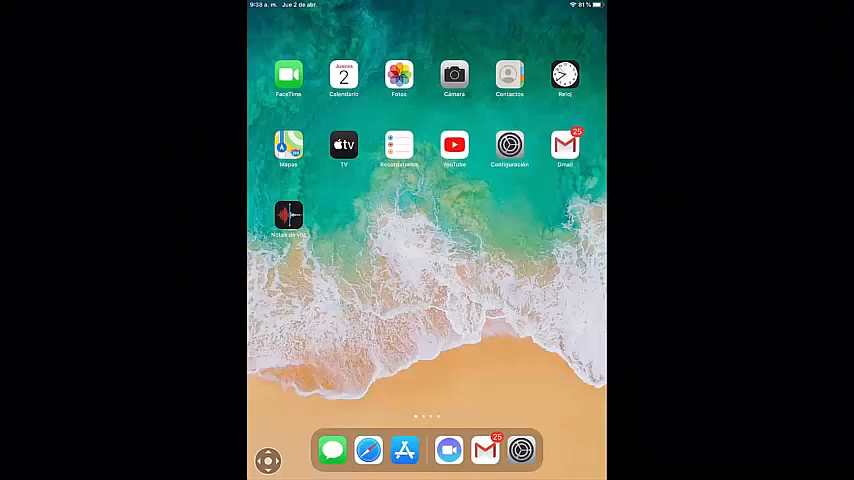 9:38 a. m. Jue 2 de abr.
81 %
Jueves
2
FaceTime
Calendario
Fotos
Cámara
Contactos
Reloj
25
tv
Mapas
TV
Recordatorios
YouTube
Configuración
Gmail
Notas de voz
25